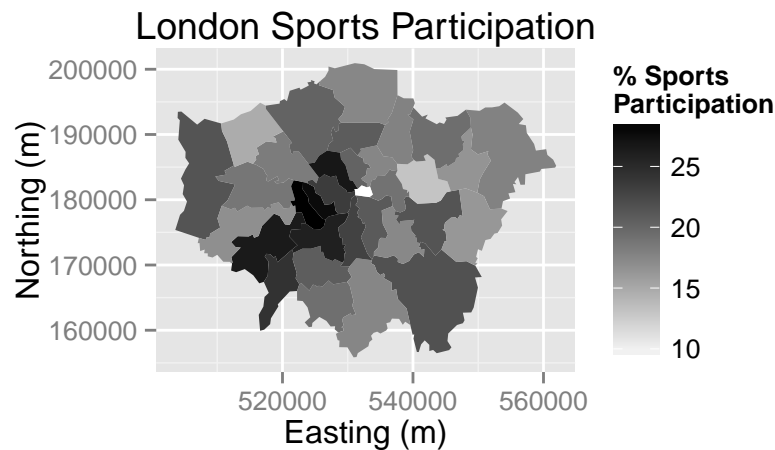 London Sports Participation
200000
190000
180000
170000
160000
Northing (m)
520000 540000 560000
Easting (m)
% Sports
Participation
25
20
15
10